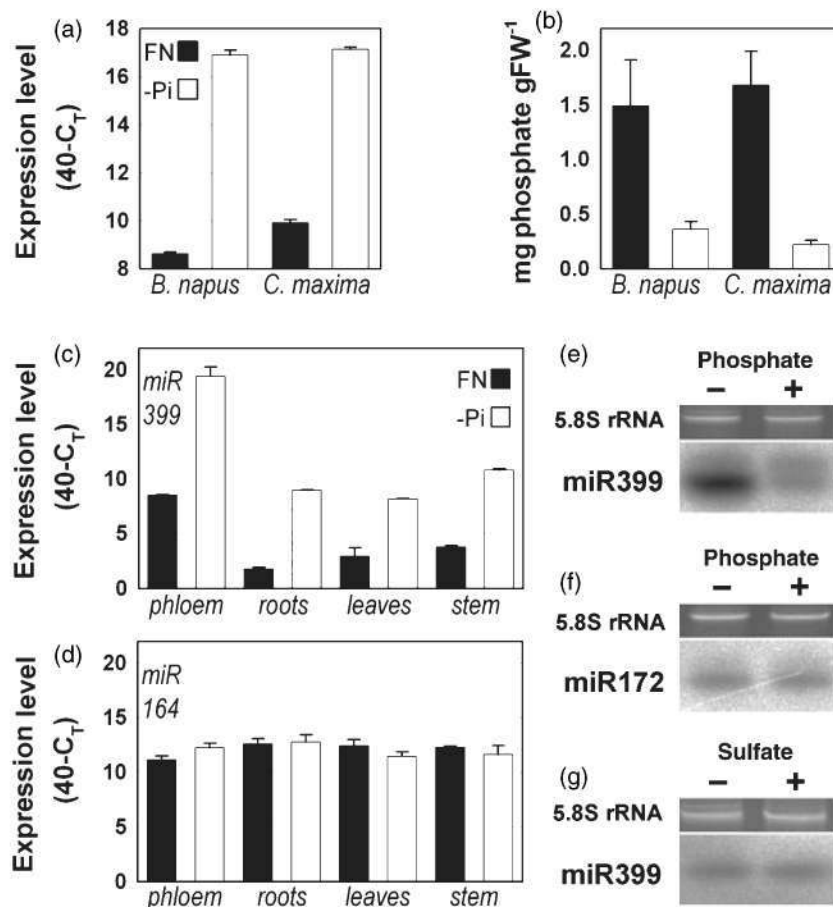 (a)
FN
-Pi
Expression level
(40-C_T)
18
16
14
12
10
8
B. napus C. maxima
(b)
mg phosphate gFW⁻¹
2.0
1.5
1.0
0.5
0.0
B. napus C. maxima
(c)
miR
399
FN
-Pi
Expression level
(40-C_T)
20
15
10
5
0
phloem roots leaves stem
(d)
miR
164
Expression level
(40-C_T)
20
15
10
5
0
phloem roots leaves stem
(e)
Phosphate
− +
5.8S rRNA
miR399
(f)
Phosphate
− +
5.8S rRNA
miR172
(g)
Sulfate
− +
5.8S rRNA
miR399